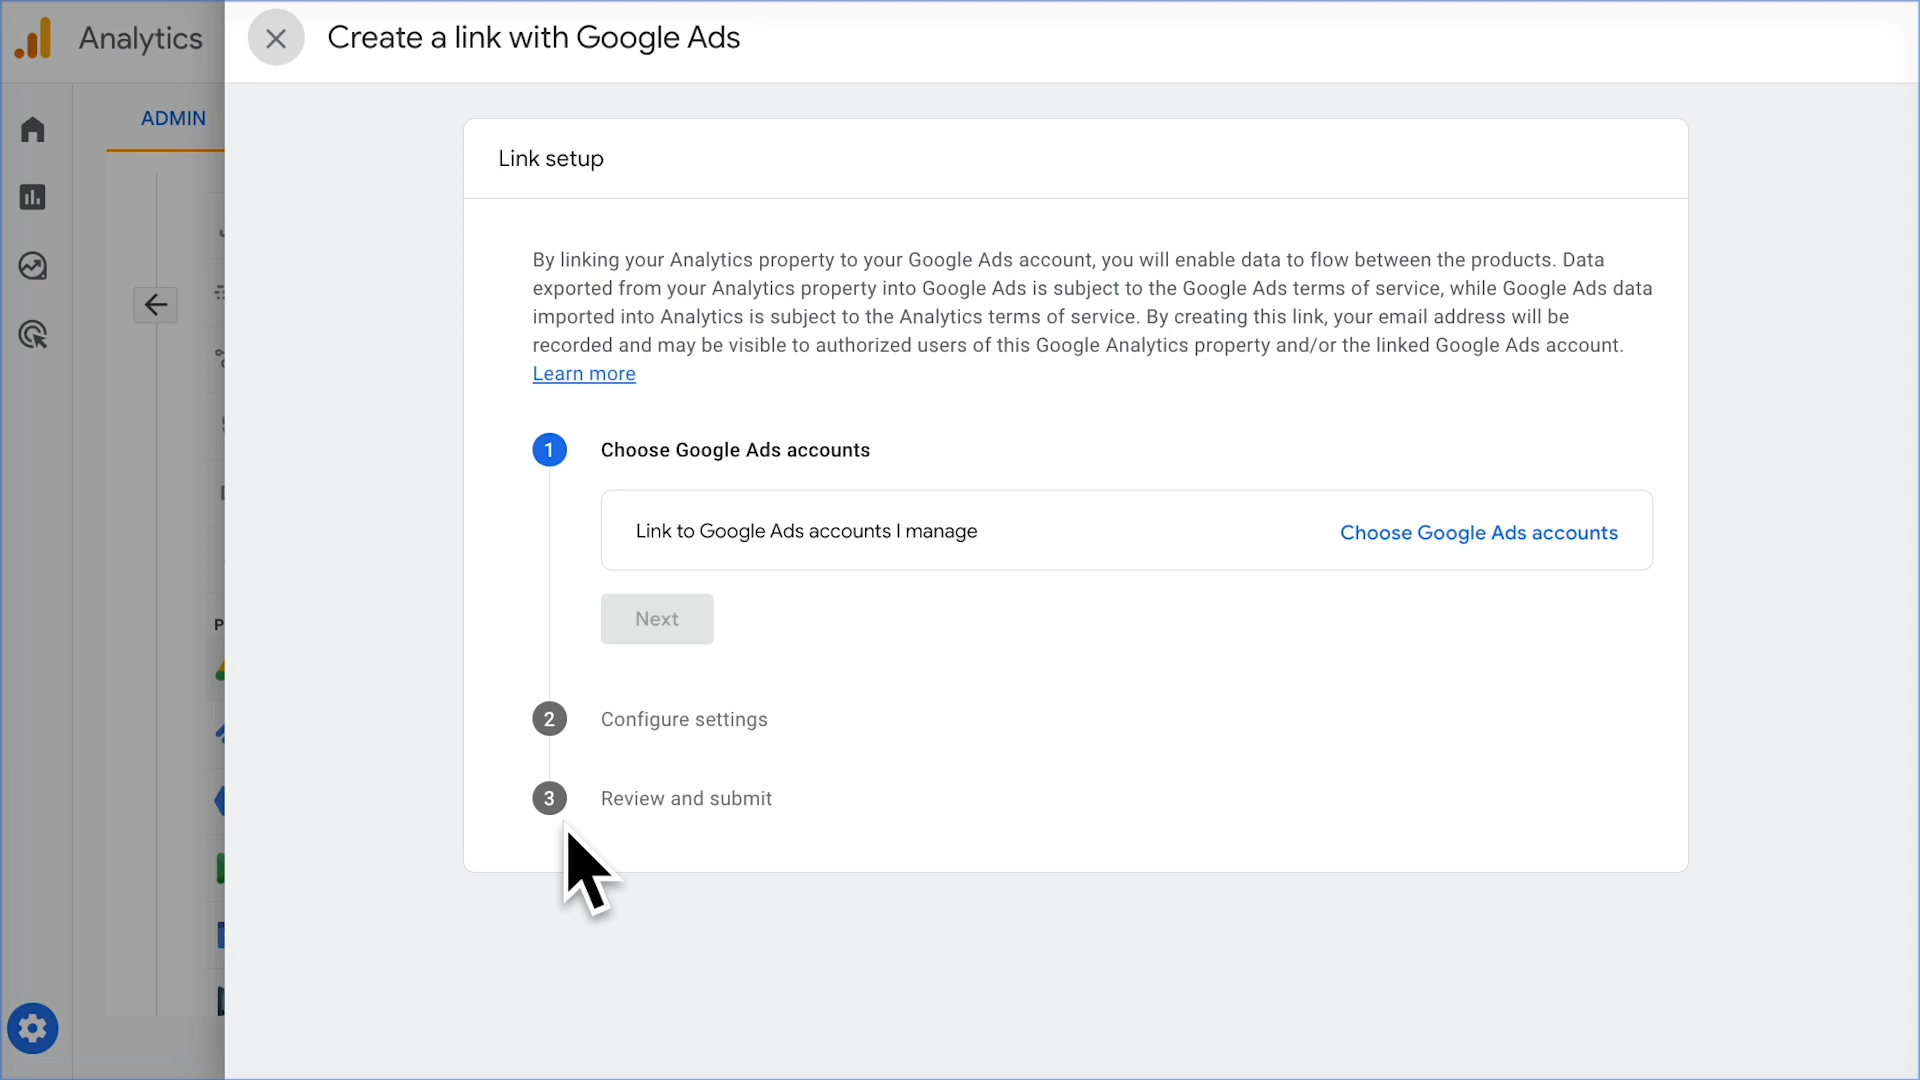 Analytics
Create a link with Google Ads
ADMIN
Link setup
By linking your Analytics property to your Google Ads account, you will enable data to flow between the products. Data
exported from your Analytics property into Google Ads is subject to the Google Ads terms of service, while Google Ads data
imported into Analytics is subject to the Analytics terms of service. By creating this link, your email address will be
recorded and may be visible to authorized users of this Google Analytics property and/or the linked Google Ads account.
Learn more
1 Choose Google Ads accounts
Link to Google Ads accounts I manage Choose Google Ads accounts
Next
2 Configure settings
3 Review and submit